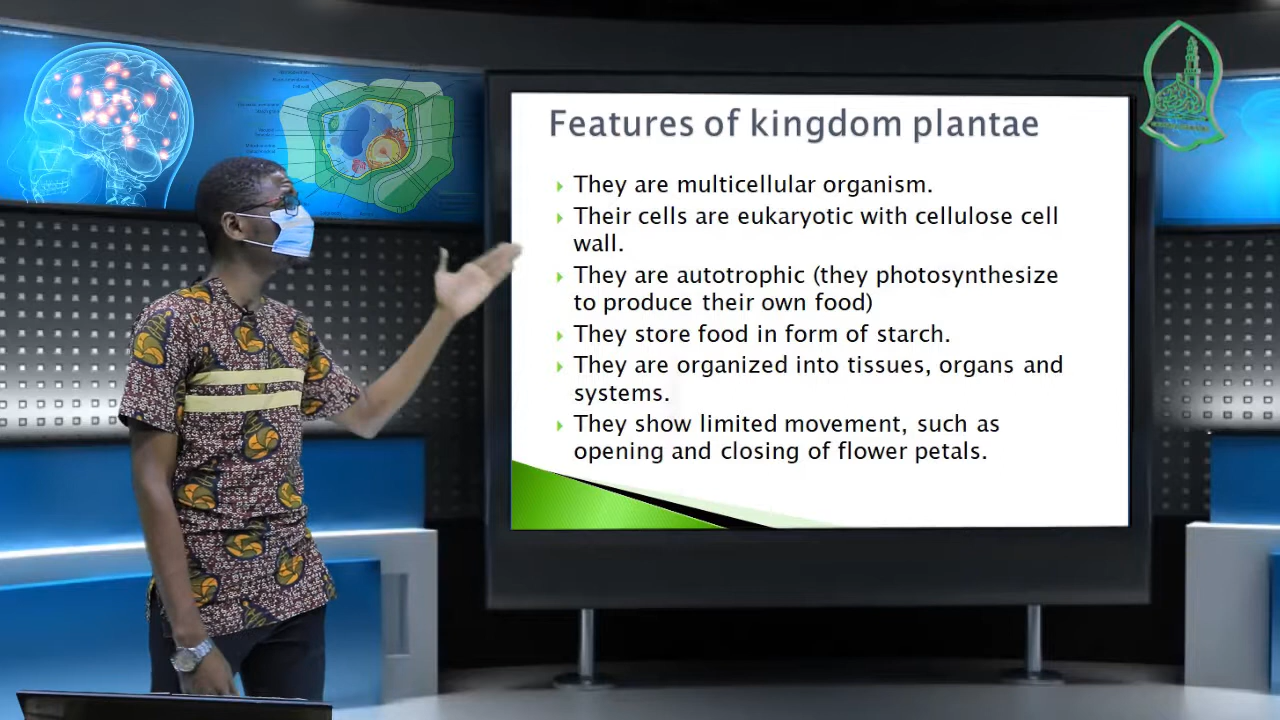 Features of kingdom plantae
They are multicellular organism.
Their cells are eukaryotic with cellulose cell
wall.
They are autotrophic (they photosynthesize
to produce their own food)
They store food in form of starch.
They are organized into tissues, organs and
systems.
They show limited movement, such as
opening and closing of flower petals.